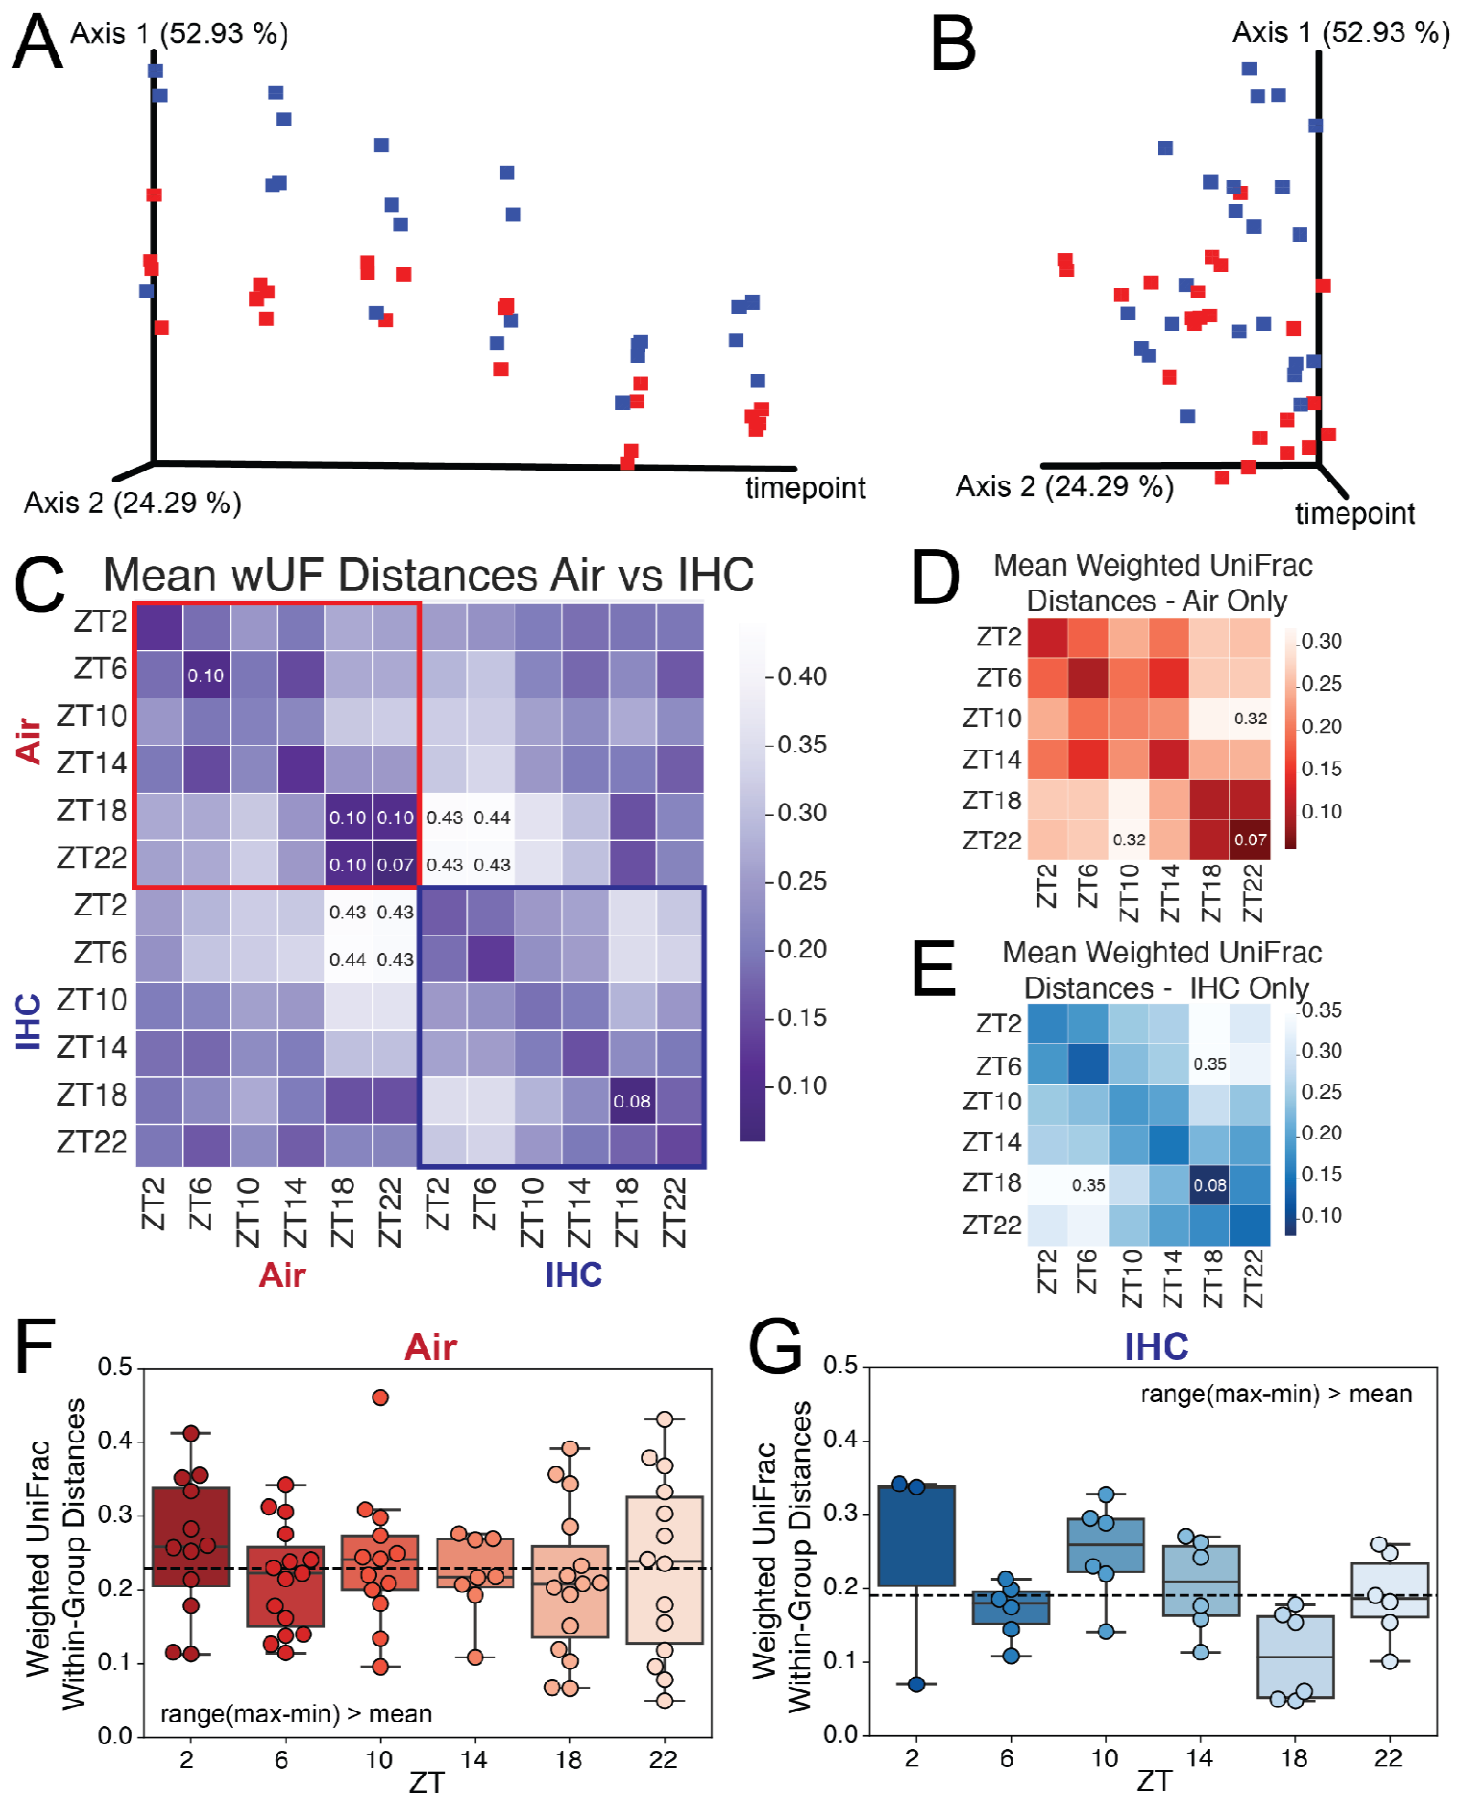 A
Axis 1 (52.93 %)
Axis 2 (24.29 %)
timepoint
B
Axis 1 (52.93 %)
Axis 2 (24.29 %)
timepoint
C
Mean wUF Distances Air vs IHC
Air
ZT2
ZT6
ZT10
ZT14
ZT18
ZT22
IHC
ZT2
ZT6
ZT10
ZT14
ZT18
ZT22
0.10
0.10 0.10 0.43 0.44
0.10 0.07 0.43 0.43
0.43 0.43
0.44 0.43
0.08
ZT2 ZT6 ZT10 ZT14 ZT18 ZT22 ZT2 ZT6 ZT10 ZT14 ZT18 ZT22
Air IHC
0.40
0.35
0.30
0.25
0.20
0.15
0.10
D
Mean Weighted UniFrac
Distances - Air Only
ZT2
ZT6
ZT10
ZT14
ZT18
ZT22
0.32
0.32 0.07
ZT2 ZT6 ZT10 ZT14 ZT18 ZT22
0.30
0.25
0.20
0.15
0.10
E
Mean Weighted UniFrac
Distances - IHC Only
ZT2
ZT6
ZT10
ZT14
ZT18
ZT22
0.35
0.35 0.08
ZT2 ZT6 ZT10 ZT14 ZT18 ZT22
0.35
0.30
0.25
0.20
0.15
0.10
F
Air
Weighted UniFrac
Within-Group Distances
0.5
0.4
0.3
0.2
0.1
0.0
range(max-min) > mean
2 6 10 14 18 22
ZT
G
IHC
Weighted UniFrac
Within-Group Distances
0.5
0.4
0.3
0.2
0.1
0.0
range(max-min) > mean
2 6 10 14 18 22
ZT